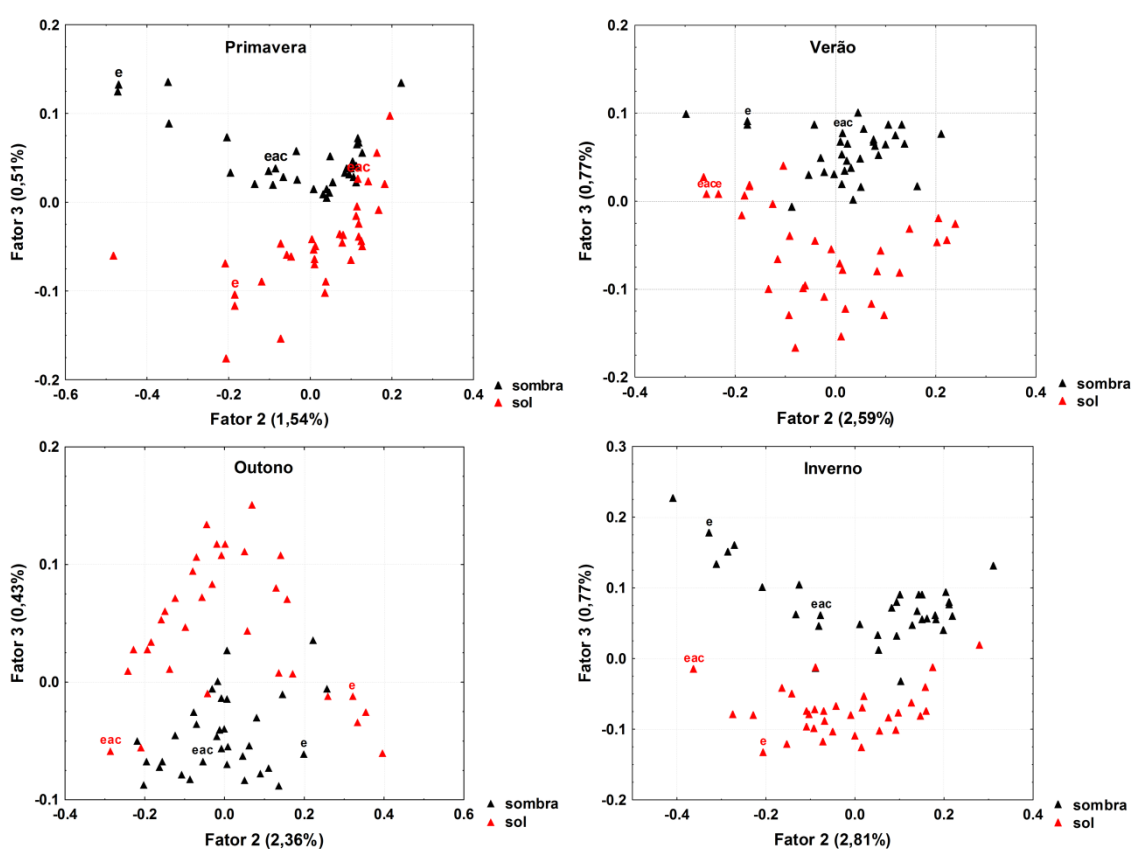 Primavera
0.2
0.1
0.0
-0.1
-0.2
-0.6
-0.4
-0.2
0.0
0.2
0.4
Fator 3 (0,51%)
Fator 2 (1,54%)
e
eac
eac
e
sombra
sol
Verão
0.2
0.1
0.0
-0.1
-0.2
-0.4
-0.2
0.0
0.2
0.4
Fator 3 (0,77%)
Fator 2 (2,59%)
e
eac
eac e
sombra
sol
Outono
0.2
0.1
0.0
-0.1
-0.4
-0.2
0.0
0.2
0.4
0.6
Fator 3 (0,43%)
Fator 2 (2,36%)
e
eac
eac
e
sombra
sol
Inverno
0.3
0.2
0.1
0.0
-0.1
-0.2
-0.4
-0.2
0.0
0.2
0.4
Fator 3 (0,77%)
Fator 2 (2,81%)
e
eac
eac
e
sombra
sol